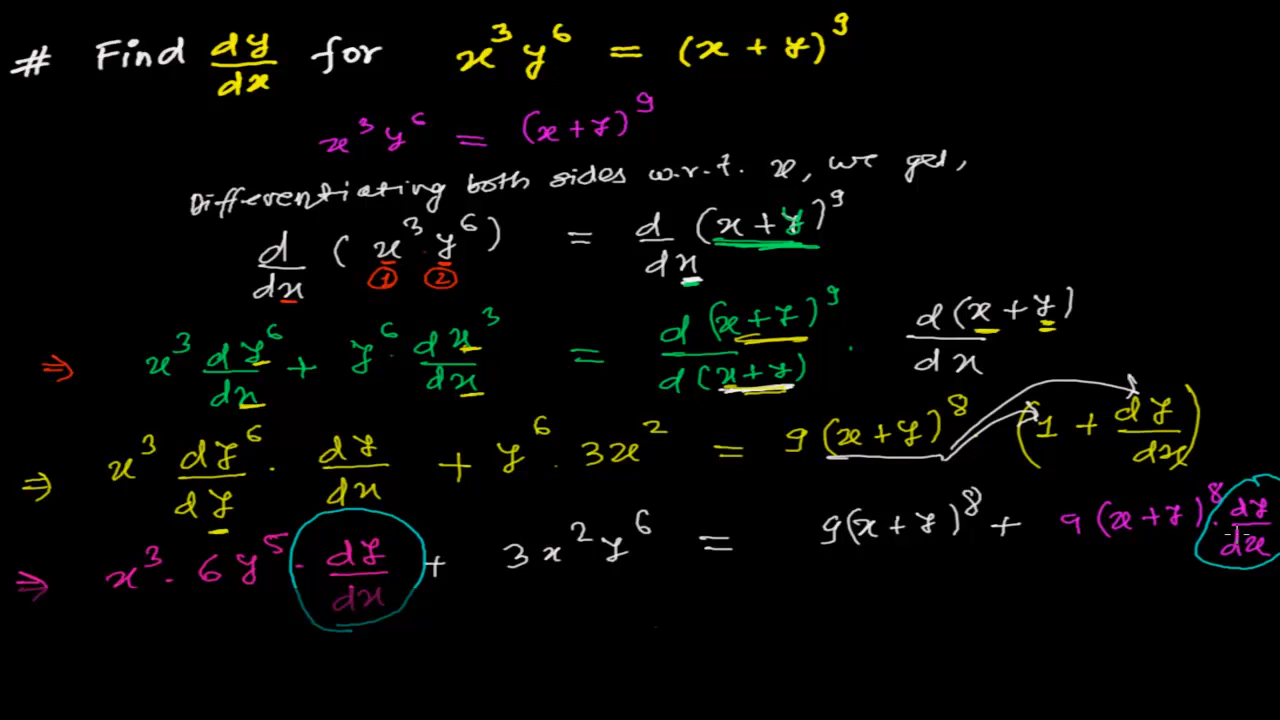 # Find dy/dx for x³y⁶ = (x + y)⁹
x³y⁶ = (x+y)⁹
Differentiating both sides w.r.t. x, we get,
d/dx (x³ y⁶) = d/dx (x+y)⁹
① ②
⇒ x³ dy⁶/dx + y⁶ · dx³/dx = d(x+y)⁹/d(x+y) · d(x+y)/dx
⇒ x³ dy⁶/dy · dy/dx + y⁶ · 3x² = 9(x+y)⁸ (1 + dy/dx)
⇒ x³ · 6y⁵ · dy/dx + 3x²y⁶ = 9(x+y)⁸ + 9(x+y)⁸ · dy/dx